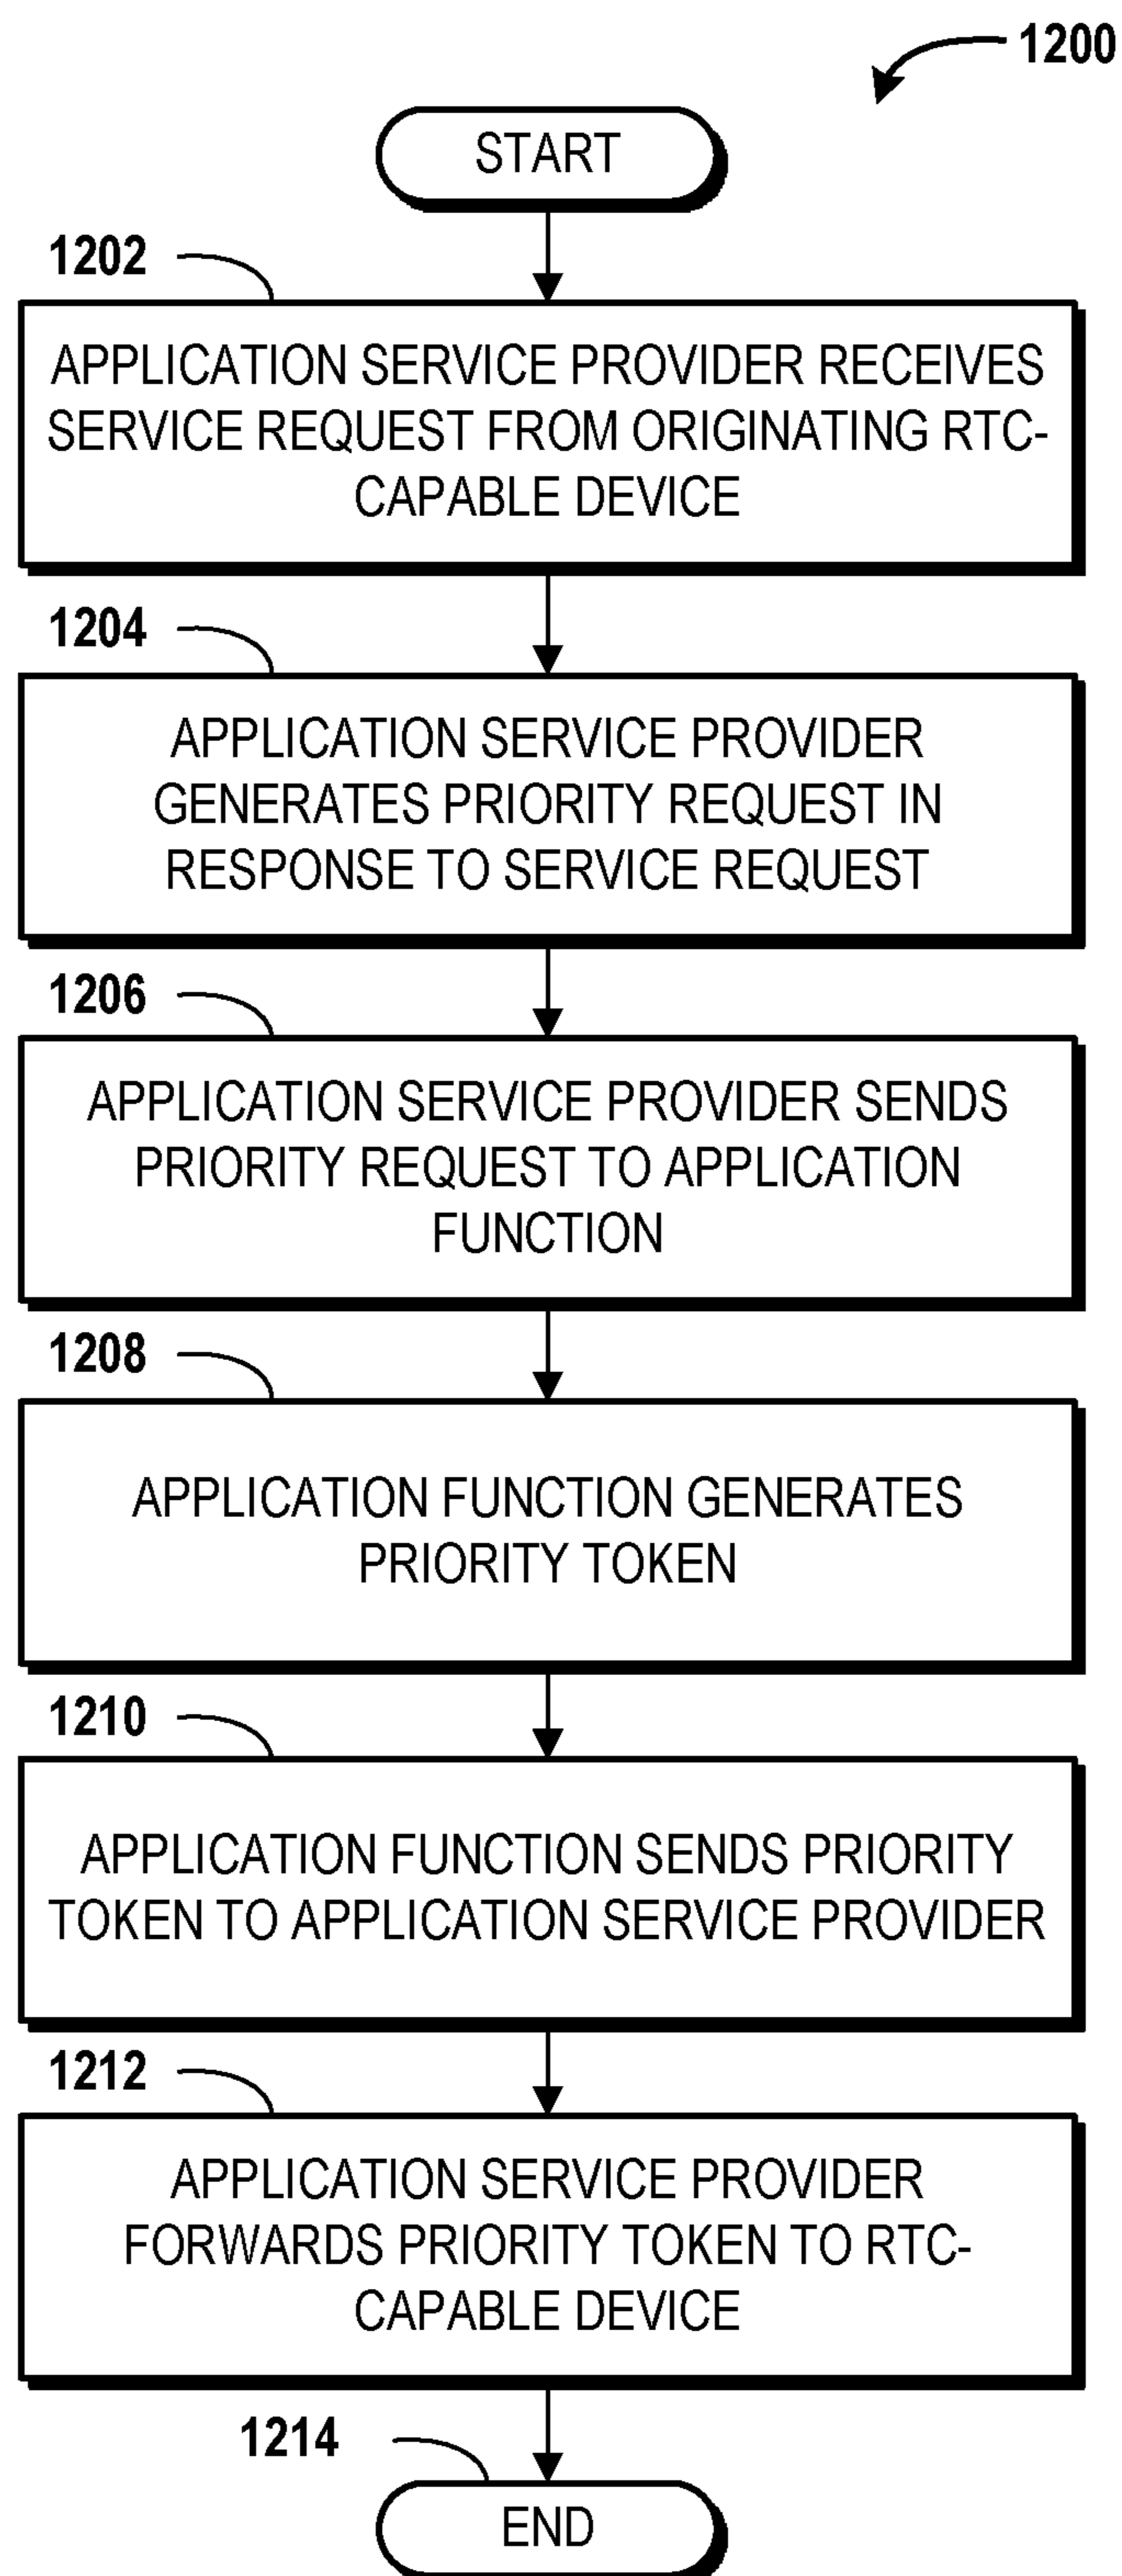 1200
START
1202
APPLICATION SERVICE PROVIDER RECEIVES
SERVICE REQUEST FROM ORIGINATING RTC-
CAPABLE DEVICE
1204
APPLICATION SERVICE PROVIDER
GENERATES PRIORITY REQUEST IN
RESPONSE TO SERVICE REQUEST
1206
APPLICATION SERVICE PROVIDER SENDS
PRIORITY REQUEST TO APPLICATION
FUNCTION
1208
APPLICATION FUNCTION GENERATES
PRIORITY TOKEN
1210
APPLICATION FUNCTION SENDS PRIORITY
TOKEN TO APPLICATION SERVICE PROVIDER
1212
APPLICATION SERVICE PROVIDER
FORWARDS PRIORITY TOKEN TO RTC-
CAPABLE DEVICE
1214
END